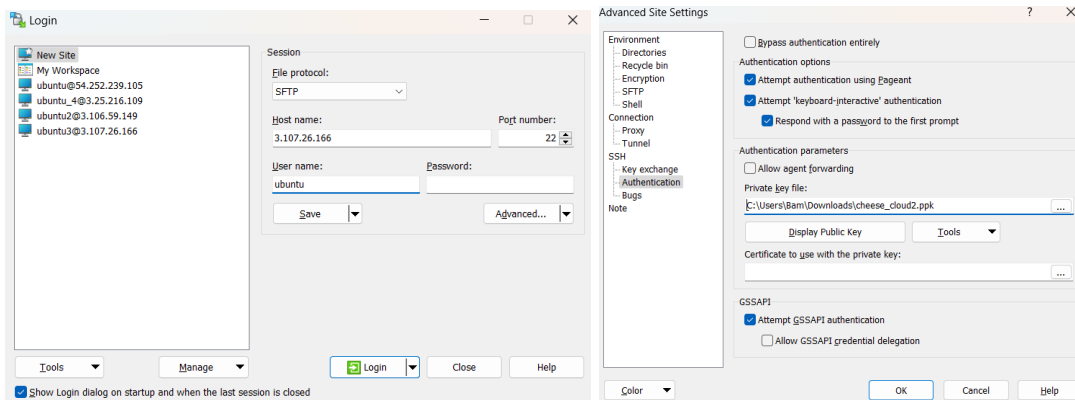 Login
New Site
My Workspace
ubuntu@54.252.239.105
ubuntu_4@3.25.216.109
ubuntu2@3.106.59.149
ubuntu3@3.107.26.166
Session
File protocol:
SFTP
Host name:
Port number:
3.107.26.166
22
User name:
Password:
ubuntu
Save
Advanced...
Tools
Manage
Login
Close
Help
Show Login dialog on startup and when the last session is closed
Advanced Site Settings
?
Environment
Directories
Recycle bin
Encryption
SFTP
Shell
Connection
Proxy
Tunnel
SSH
Key exchange
Authentication
Bugs
Note
Bypass authentication entirely
Authentication options
Attempt authentication using Pageant
Attempt 'keyboard-interactive' authentication
Respond with a password to the first prompt
Authentication parameters
Allow agent forwarding
Private key file:
C:\Users\Bam\Downloads\cheese_cloud2.ppk
...
Display Public Key
Tools
Certificate to use with the private key:
...
GSSAPI
Attempt GSSAPI authentication
Allow GSSAPI credential delegation
Color
OK
Cancel
Help